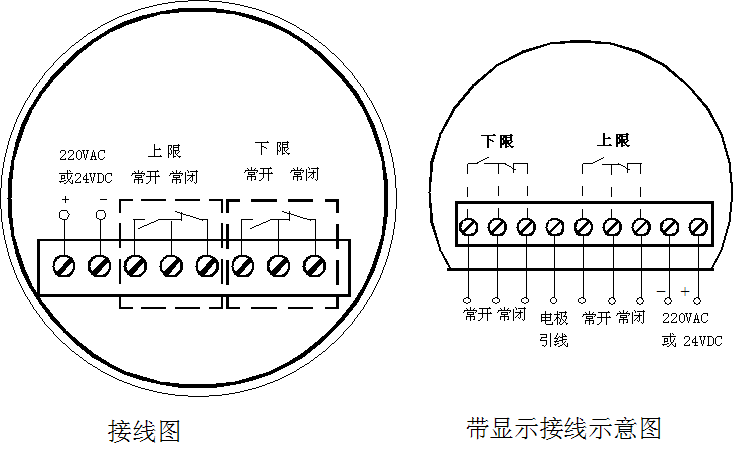 220VAC
或24VDC
+ −
上限
常开 常闭
下限
常开 常闭
接线图
下限
上限
常开 常闭
电极
引线
常开 常闭
− +
220VAC
或 24VDC
带显示接线示意图